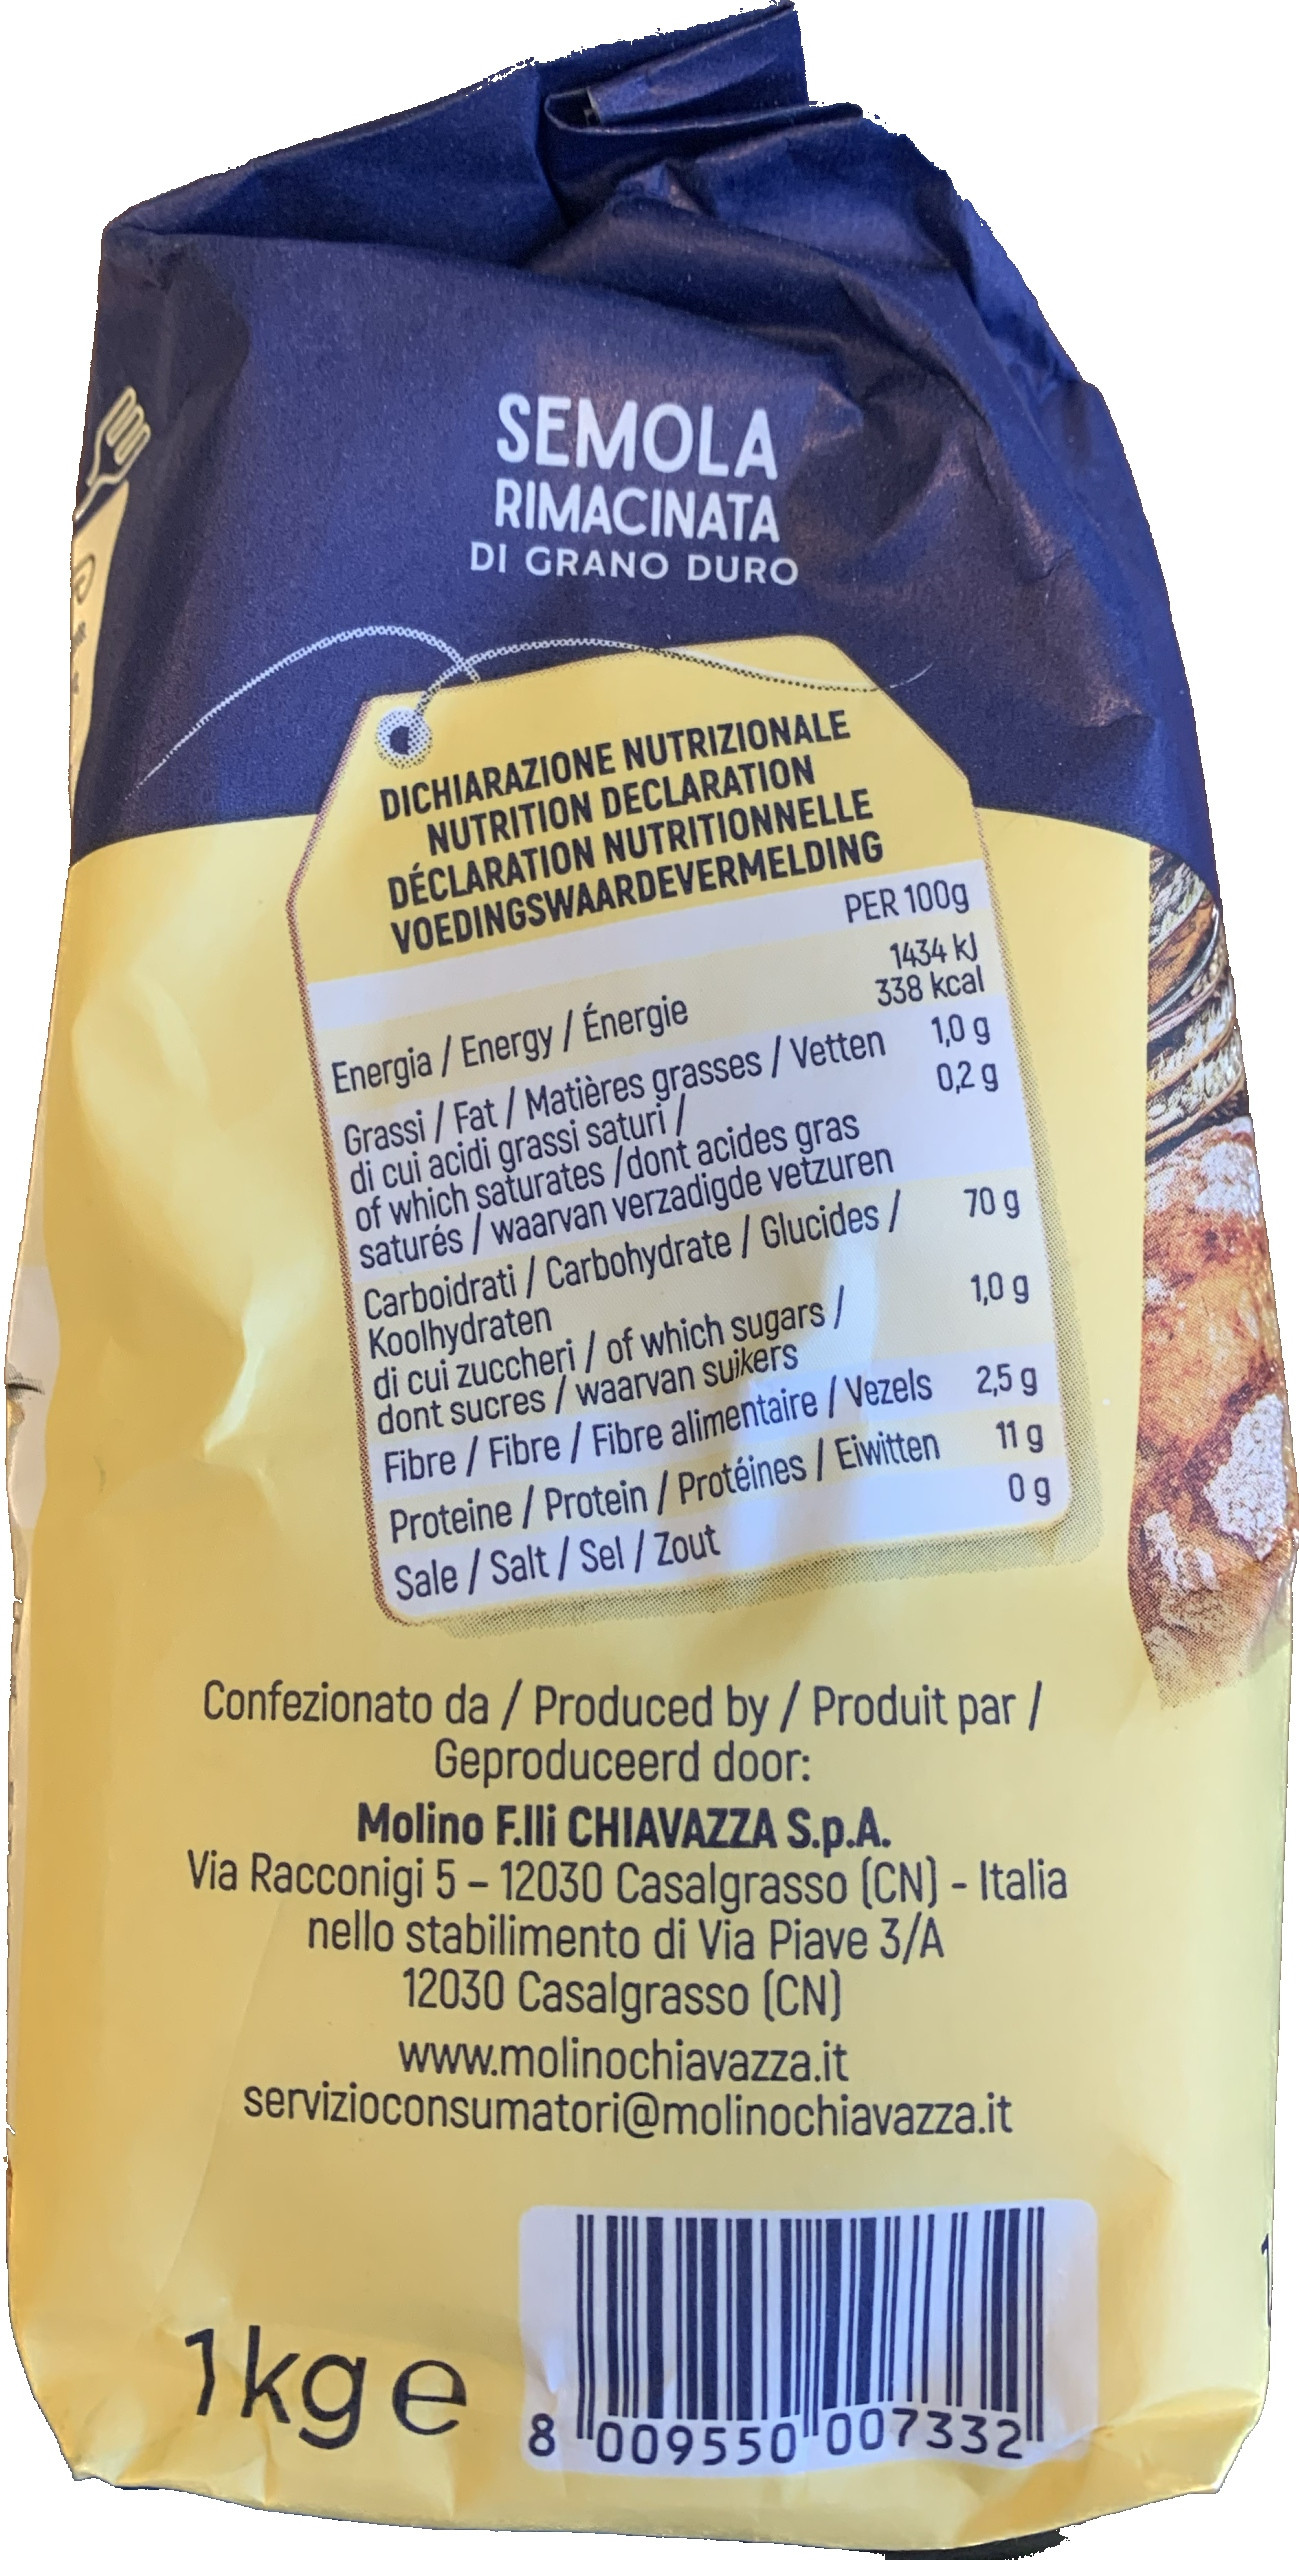 SEMOLA
RIMACINATA
DI GRANO DURO
DICHIARAZIONE NUTRIZIONALE
NUTRITION DECLARATION
DÉCLARATION NUTRITIONNELLE
VOEDINGSWAARDEVERMELDING
PER 100g
1434 kJ
Energia / Energy / Énergie 338 kcal
Grassi / Fat / Matières grasses / Vetten 1,0 g
di cui acidi grassi saturi / 0,2 g
of which saturates /dont acides gras
saturés / waarvan verzadigde vetzuren
Carboidrati / Carbohydrate / Glucides / 70 g
Koolhydraten
di cui zuccheri / of which sugars / 1,0 g
dont sucres / waarvan suikers
Fibre / Fibre / Fibre alimentaire / Vezels 2,5 g
Proteine / Protein / Protéines / Eiwitten 11 g
Sale / Salt / Sel / Zout 0 g
Confezionato da / Produced by / Produit par /
Geproduceerd door:
Molino F.lli CHIAVAZZA S.p.A.
Via Racconigi 5 – 12030 Casalgrasso (CN) - Italia
nello stabilimento di Via Piave 3/A
12030 Casalgrasso (CN)
www.molinochiavazza.it
servizioconsumatori@molinochiavazza.it
1kg e
8 009550 007332